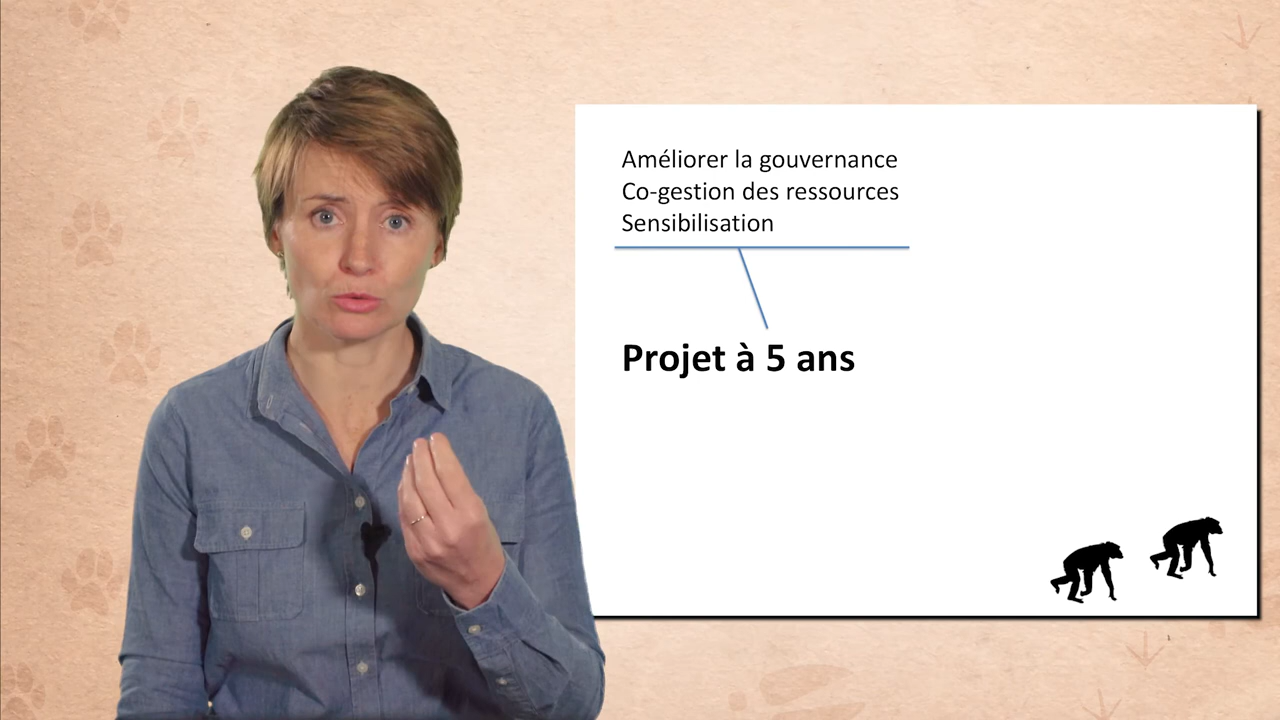 Améliorer la gouvernance
Co-gestion des ressources
Sensibilisation
Projet à 5 ans